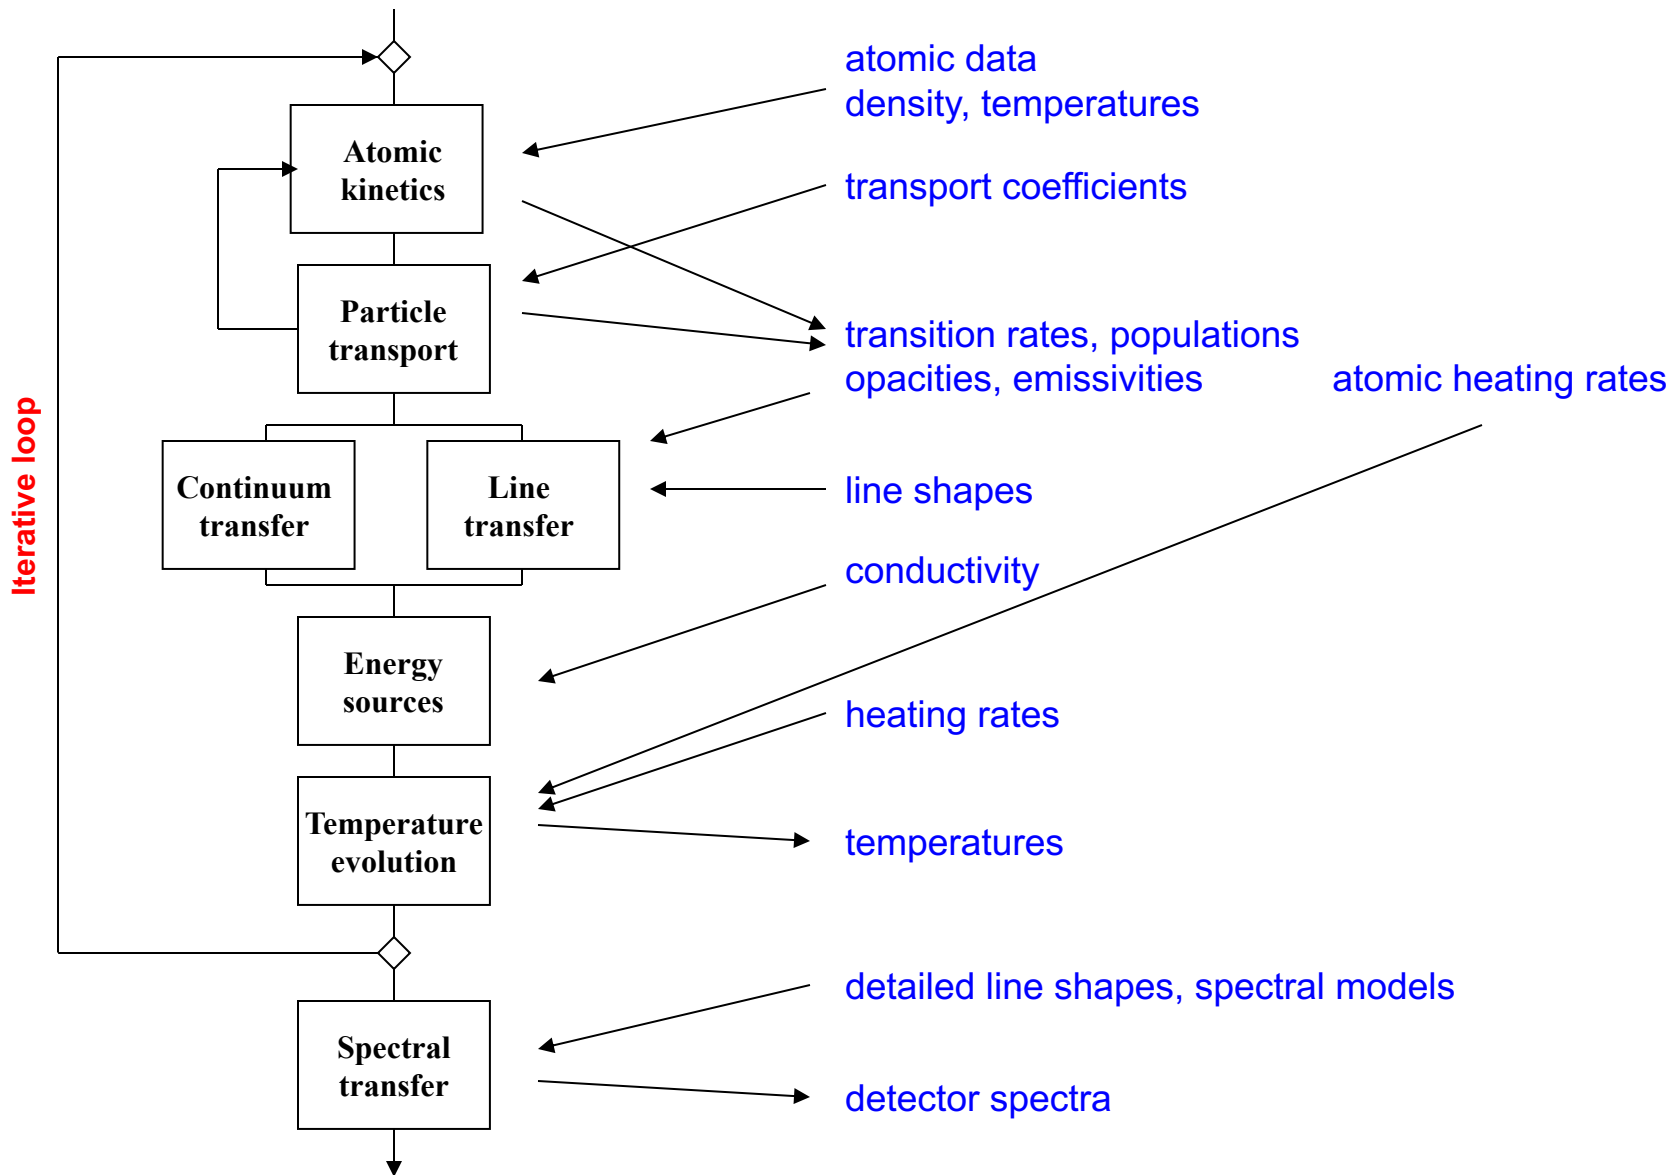 atomic data
density, temperatures
Atomic
kinetics
transport coefficients
Particle
transport
transition rates, populations
opacities, emissivities
atomic heating rates
Iterative loop
Continuum
transfer
Line
transfer
line shapes
conductivity
Energy
sources
heating rates
Temperature
evolution
temperatures
detailed line shapes, spectral models
Spectral
transfer
detector spectra